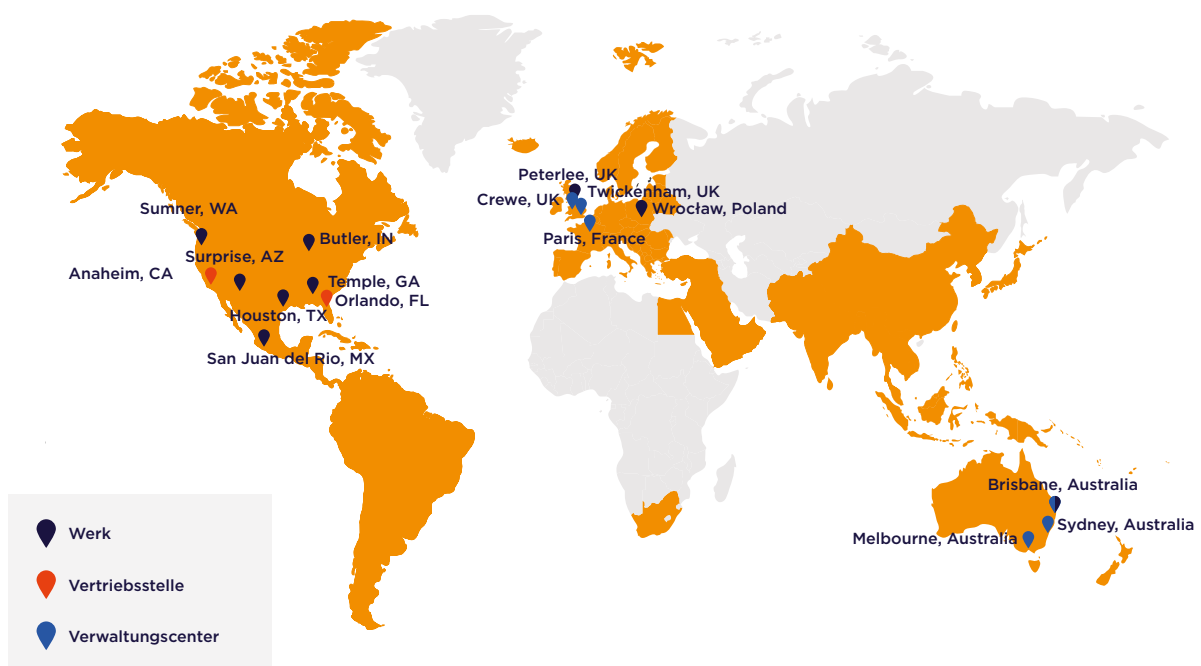 Peterlee, UK
Twickenham, UK
Crewe, UK
Wrocław, Poland
Sumner, WA
Butler, IN
Paris, France
Surprise, AZ
Anaheim, CA
Temple, GA
Orlando, FL
Houston, TX
San Juan del Rio, MX
Brisbane, Australia
Sydney, Australia
Melbourne, Australia
Werk
Vertriebsstelle
Verwaltungscenter